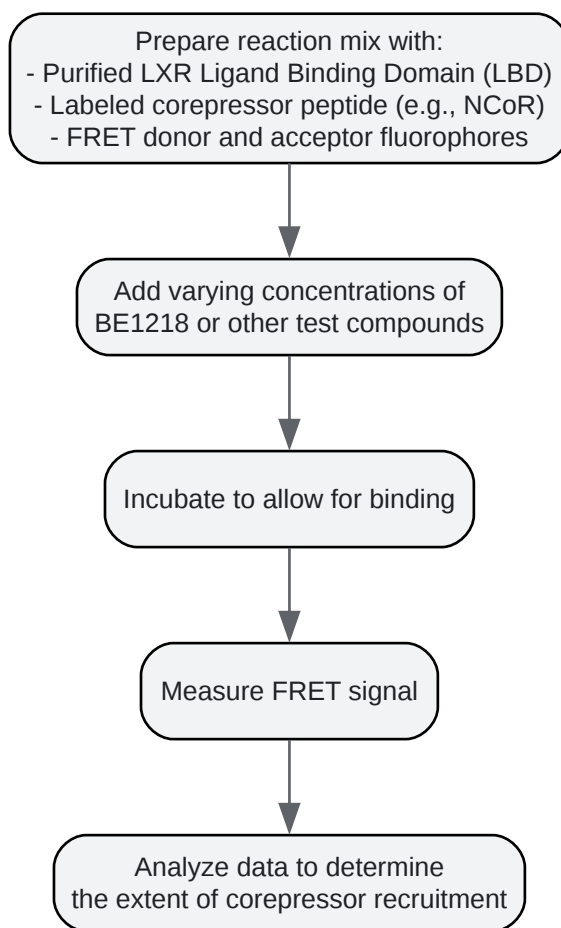 Prepare reaction mix with:
- Purified LXR Ligand Binding Domain (LBD)
- Labeled corepressor peptide (e.g., NCoR)
- FRET donor and acceptor fluorophores
Add varying concentrations of
BE1218 or other test compounds
Incubate to allow for binding
Measure FRET signal
Analyze data to determine
the extent of corepressor recruitment